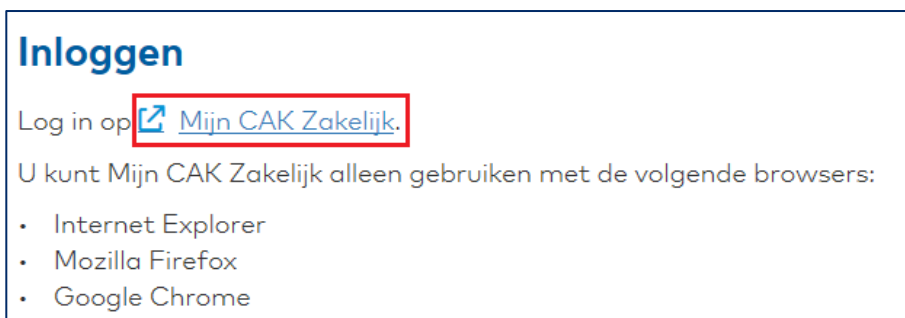 Inloggen
Log in op Mijn CAK Zakelijk.
U kunt Mijn CAK Zakelijk alleen gebruiken met de volgende browsers:
• Internet Explorer
• Mozilla Firefox
• Google Chrome